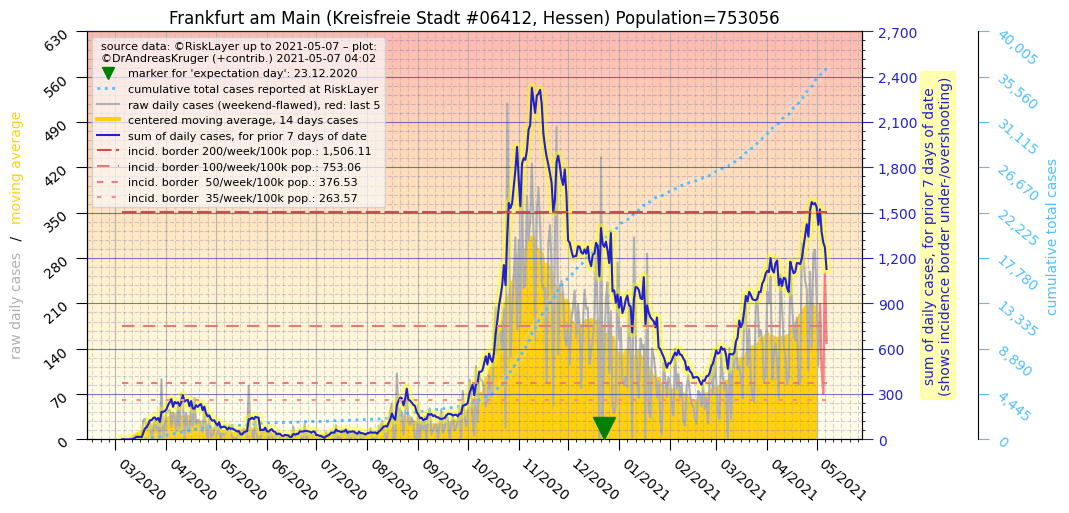 Frankfurt am Main (Kreisfreie Stadt #06412, Hessen) Population=753056
source data: ©RiskLayer up to 2021-05-07 – plot:
©DrAndreasKruger (+contrib.) 2021-05-07 04:02
marker for 'expectation day': 23.12.2020
cumulative total cases reported at RiskLayer
raw daily cases (weekend-flawed), red: last 5
centered moving average, 14 days cases
sum of daily cases, for prior 7 days of date
incid. border 200/week/100k pop.: 1,506.11
incid. border 100/week/100k pop.: 753.06
incid. border  50/week/100k pop.: 376.53
incid. border  35/week/100k pop.: 263.57
raw daily cases  /  moving average
630
560
490
420
350
280
210
140
70
0
03/2020
04/2020
05/2020
06/2020
07/2020
08/2020
09/2020
10/2020
11/2020
12/2020
01/2021
02/2021
03/2021
04/2021
05/2021
2,700
2,400
2,100
1,800
1,500
1,200
900
600
300
0
sum of daily cases, for prior 7 days of date
(shows incidence border under-/overshooting)
40,005
35,560
31,115
26,670
22,225
17,780
13,335
8,890
4,445
0
cumulative total cases